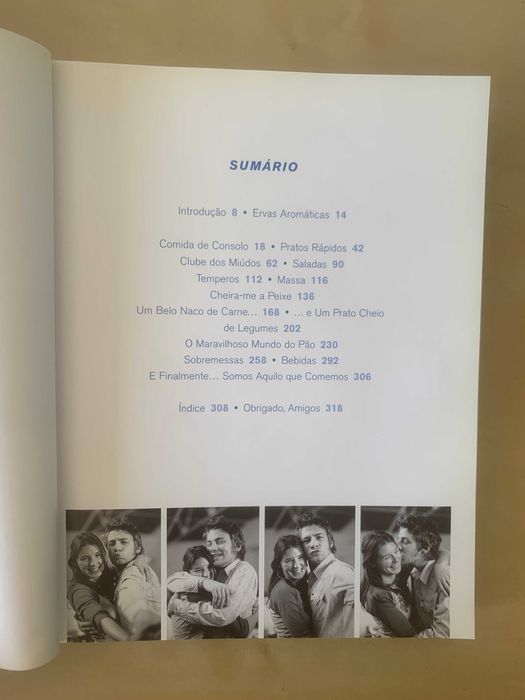 SUMÁRIO
Introdução 8 • Ervas Aromáticas 14
Comida de Consolo 18 • Pratos Rápidos 42
Clube dos Miúdos 62 • Saladas 90
Temperos 112 • Massa 116
Cheira-me a Peixe 136
Um Belo Naco de Carne... 168 • ... e Um Prato Cheio
de Legumes 202
O Maravilhoso Mundo do Pão 230
Sobremessas 258 • Bebidas 292
E Finalmente... Somos Aquilo que Comemos 306
Índice 308 • Obrigado, Amigos 318